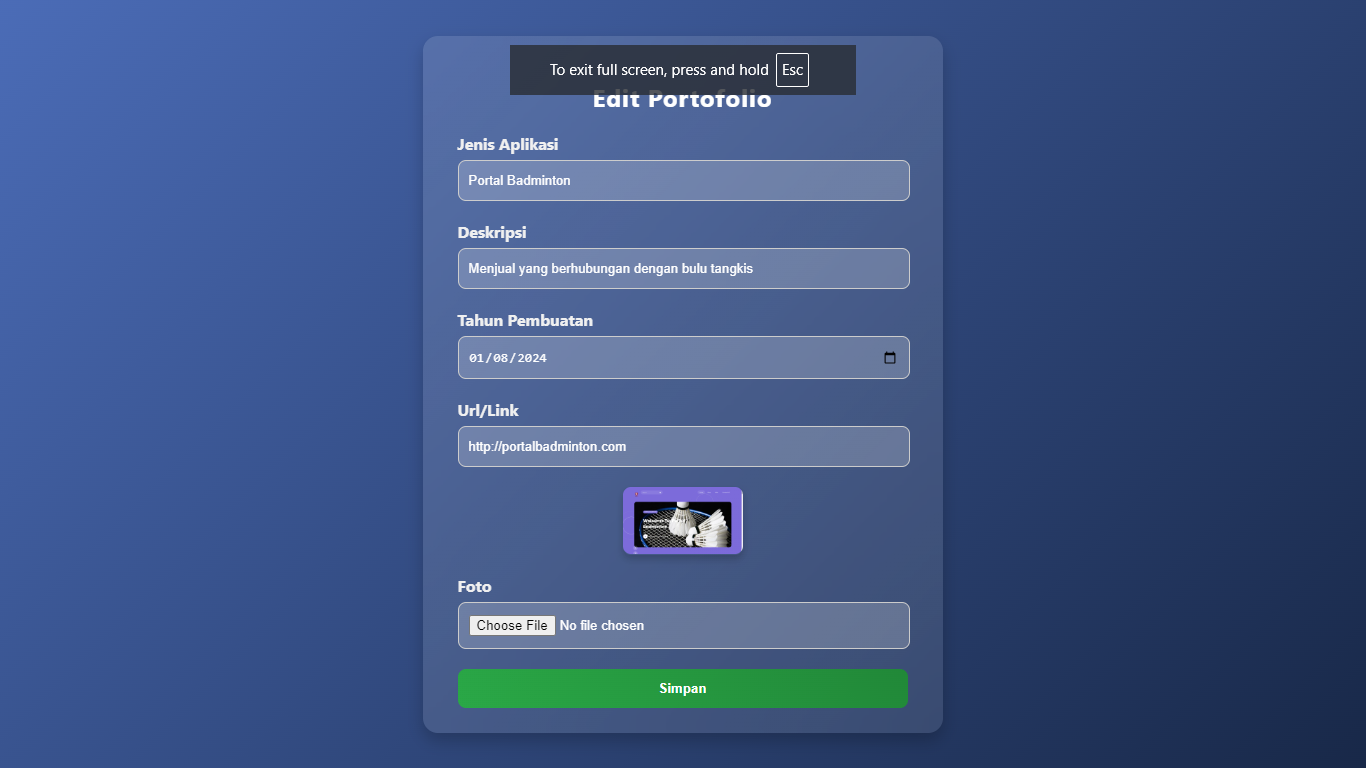 To exit full screen, press and hold Esc
Edit Portofolio
Jenis Aplikasi
Portal Badminton
Deskripsi
Menjual yang berhubungan dengan bulu tangkis
Tahun Pembuatan
01/08/2024
Url/Link
http://portalbadminton.com
Foto
Choose File No file chosen
Simpan